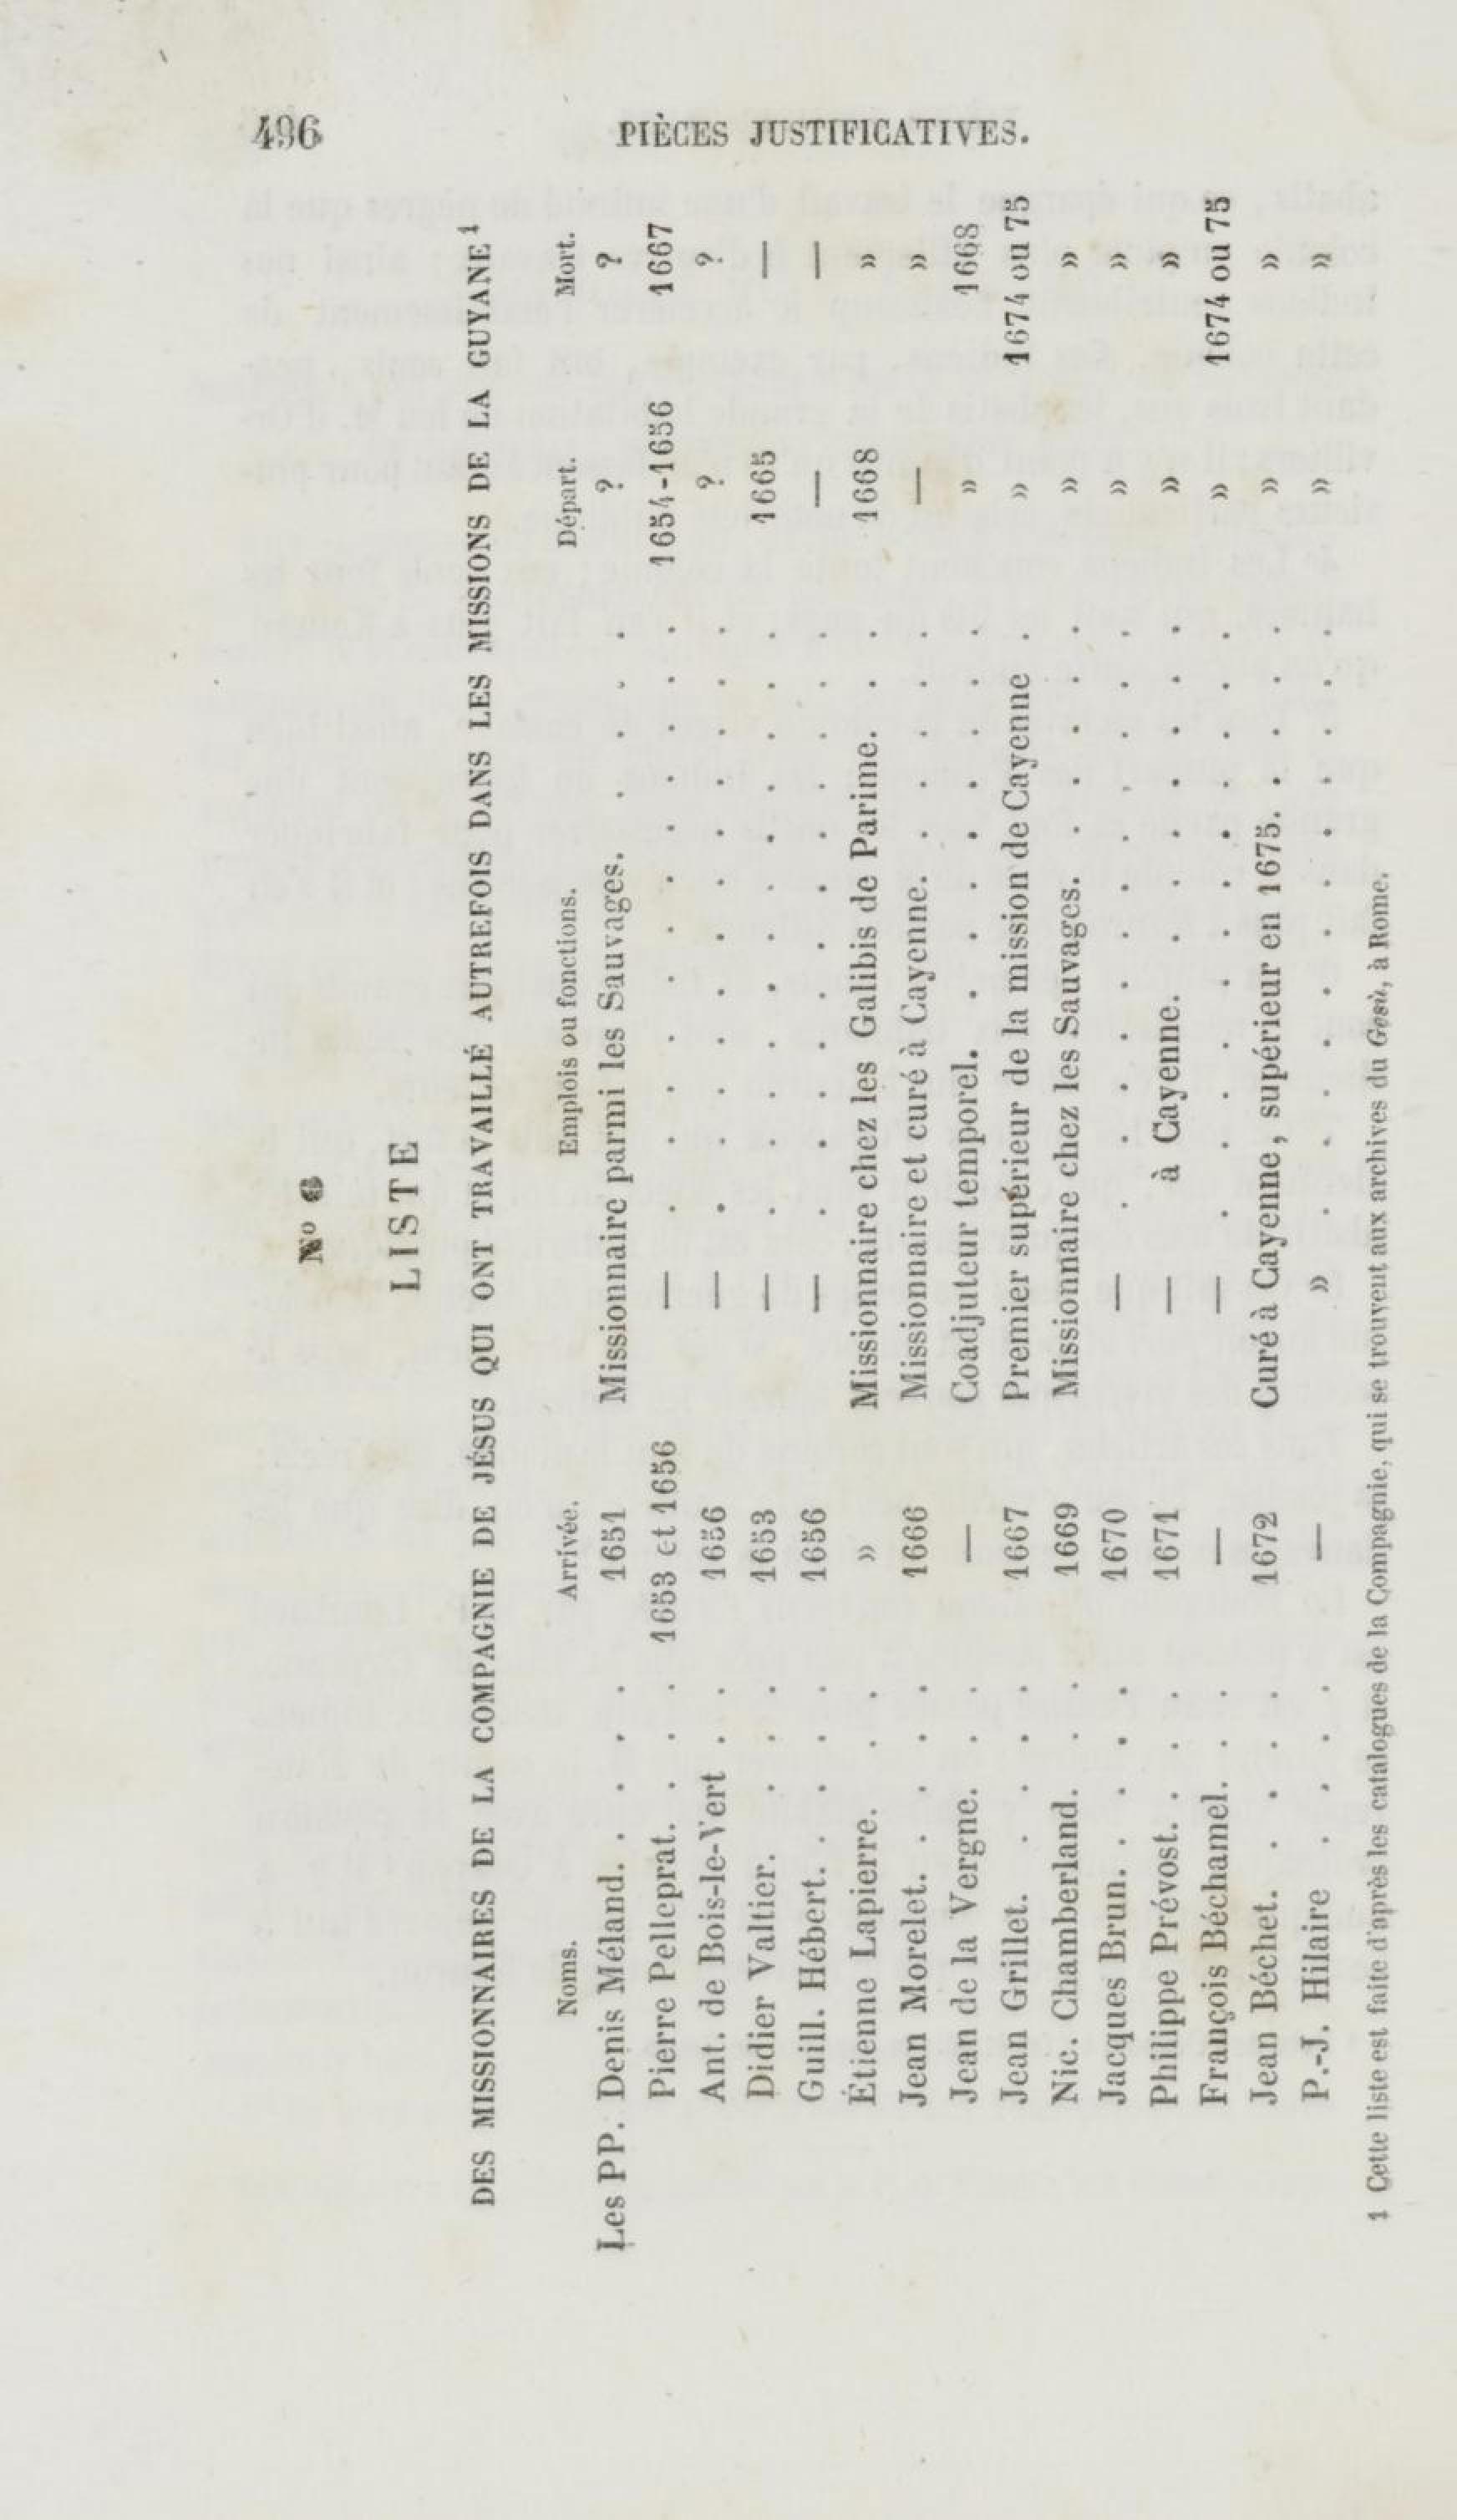 496 PIÈCES JUSTIFICATIVES.
N° 6
LISTE
DES MISSIONNAIRES DE LA COMPAGNIE DE JÉSUS QUI ONT TRAVAILLÉ AUTREFOIS DANS LES MISSIONS DE LA GUYANE 1
Noms. Arrivée. Emplois ou fonctions. Départ. Mort.
Les PP. Denis Méland. . . . . 1651 Missionnaire parmi les Sauvages. . . . . ? ?
Pierre Pelleprat. . . . 1653 et 1656 — . . . . . . . . . . . 1654-1656 1667
Ant. de Bois-le-Vert . . 1656 — . . . . . . . . . . . ? ?
Didier Valtier. . . . 1653 — . . . . . . . . . . . 1665 —
Guill. Hébert. . . . . 1656 — . . . . . . . . . . . — —
Étienne Lapierre. . . » Missionnaire chez les Galibis de Parime. . . 1668 »
Jean Morelet. . . . . 1666 Missionnaire et curé à Cayenne. . . . . . — »
Jean de la Vergne. . . — Coadjuteur temporel. . . . . . . . . » 1668
Jean Grillet. . . . . 1667 Premier supérieur de la mission de Cayenne . » 1674 ou 75
Nic. Chamberland. . . 1669 Missionnaire chez les Sauvages. . . . . . » »
Jacques Brun. . . . . 1670 — . . . . . . . . . . . » »
Philippe Prévost. . . . 1671 — à Cayenne. . . . . . . . » »
François Béchamel. . . — — . . . . . . . . . . . » 1674 ou 75
Jean Béchet. . . . . 1672 Curé à Cayenne, supérieur en 1675. . . . . » »
P.-J. Hilaire . . . . — » . . . . . . . . . . . » »
1 Cette liste est faite d'après les catalogues de la Compagnie, qui se trouvent aux archives du Gesù, à Rome.